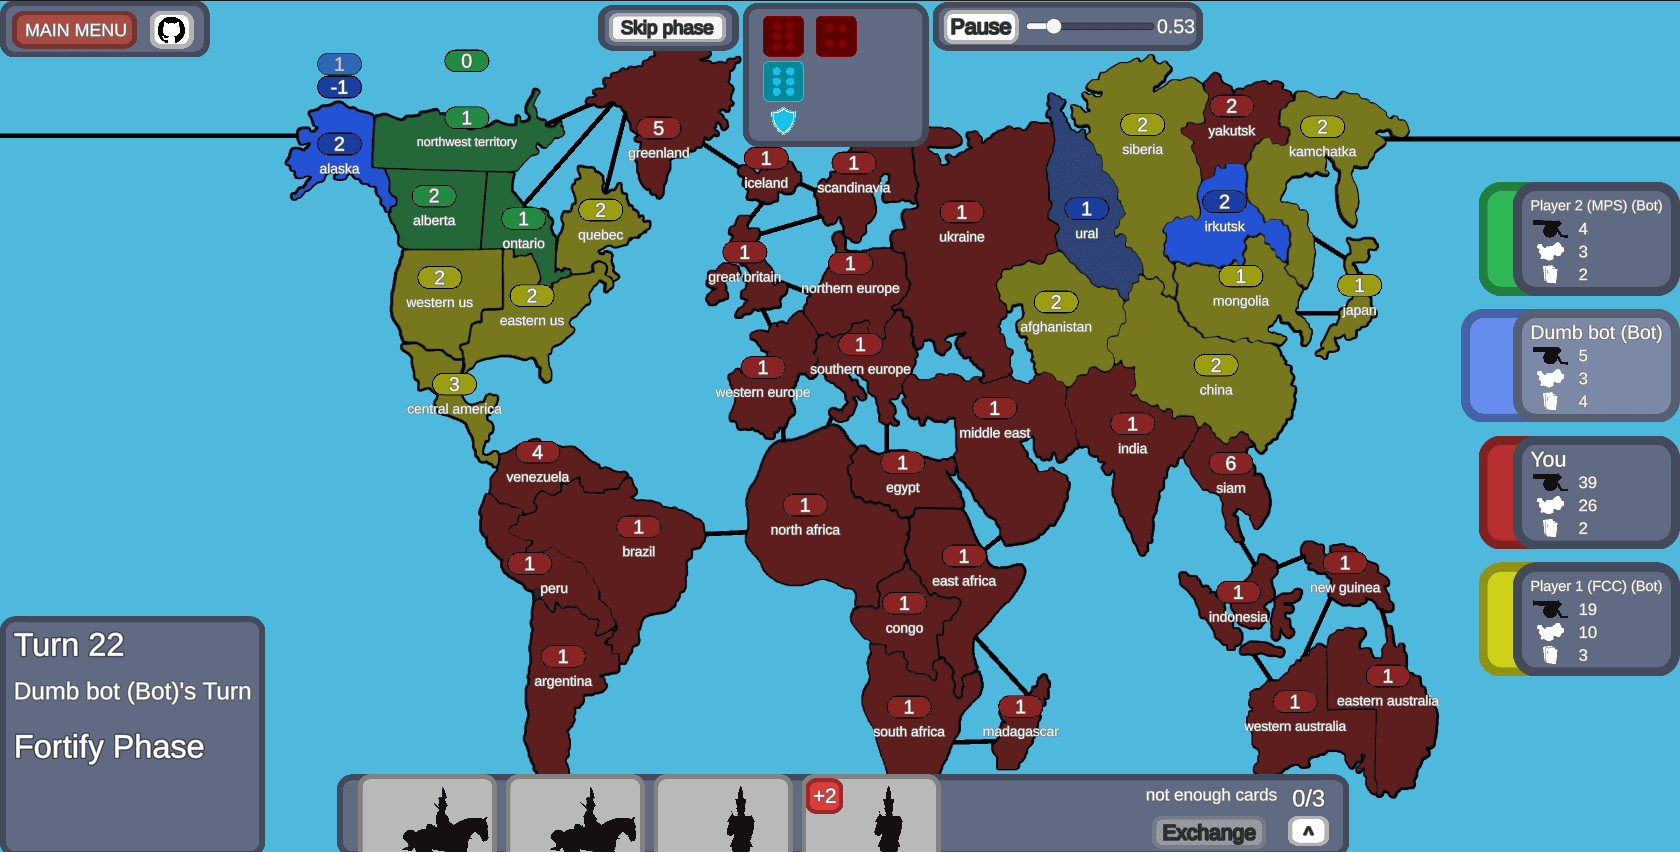 MAIN MENU
Skip phase
Pause
0.53
1
-1
2
alaska
0
1
northwest territory
5
greenland
2
alberta
1
ontario
2
quebec
2
western us
2
eastern us
3
central america
4
venezuela
1
brazil
1
peru
1
argentina
1
iceland
1
scandinavia
1
great britain
1
northern europe
1
western europe
1
southern europe
1
ukraine
1
ural
2
siberia
2
yakutsk
2
kamchatka
2
irkutsk
1
mongolia
1
japan
2
afghanistan
2
china
1
middle east
1
india
6
siam
1
north africa
1
egypt
1
east africa
1
congo
1
south africa
1
madagascar
1
indonesia
1
new guinea
1
western australia
1
eastern australia
Player 2 (MPS) (Bot)
4
3
2
Dumb bot (Bot)
5
3
4
You
39
26
2
Player 1 (FCC) (Bot)
19
10
3
Turn 22
Dumb bot (Bot)'s Turn
Fortify Phase
+2
not enough cards 0/3
Exchange ^